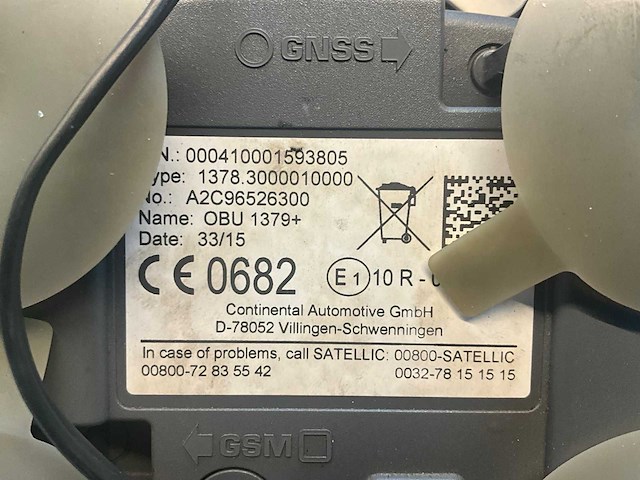 GNSS
N.: 000410001593805
ype: 1378.3000010000
No.: A2C96526300
Name: OBU 1379+
Date: 33/15
CE 0682 E1 10 R -
Continental Automotive GmbH
D-78052 Villingen-Schwenningen
In case of problems, call SATELLIC: 00800-SATELLIC
00800-72 83 55 42 0032-78 15 15 15
GSM